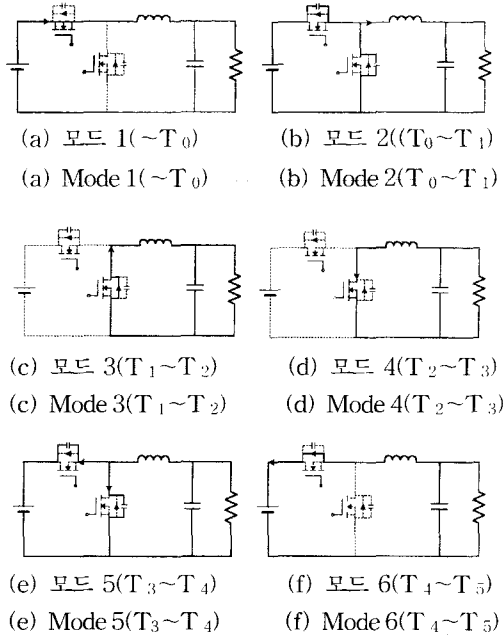 (a) 모드 1(~T₀) (b) 모드 2((T₀~T₁)
(a) Mode 1(~T₀) (b) Mode 2(T₀~T₁)
(c) 모드 3(T₁~T₂) (d) 모드 4(T₂~T₃)
(c) Mode 3(T₁~T₂) (d) Mode 4(T₂~T₃)
(e) 모드 5(T₃~T₄) (f) 모드 6(T₄~T₅)
(e) Mode 5(T₃~T₄) (f) Mode 6(T₄~T₅)